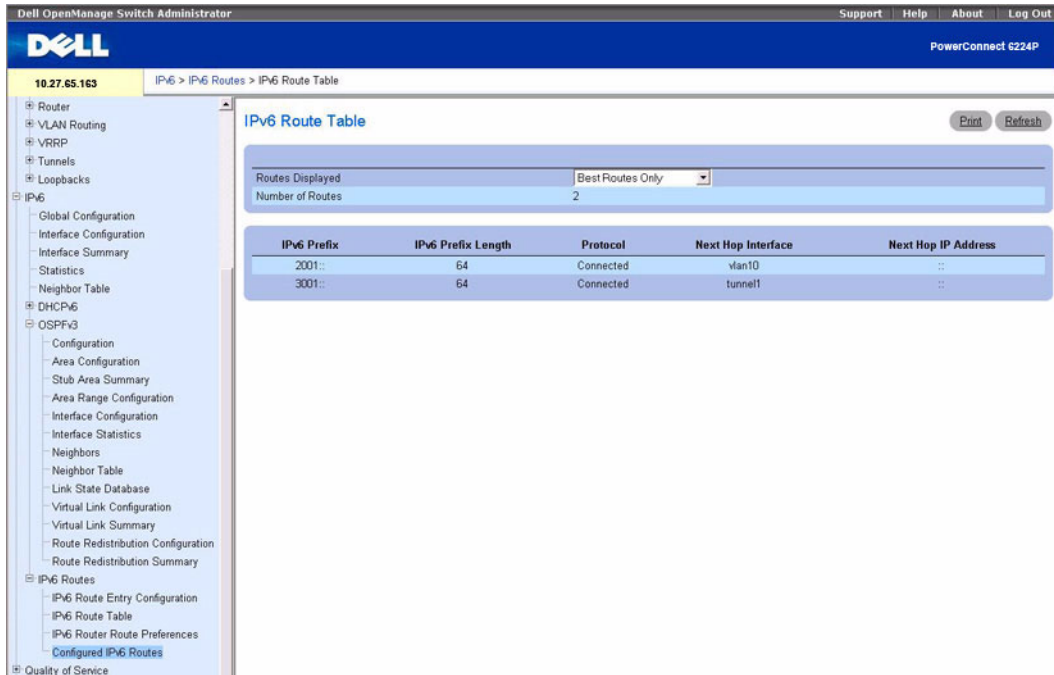 Dell OpenManage Switch Administrator Support Help About Log Out
DELL
PowerConnect 6224P
10.27.65.163
IPv6 > IPv6 Routes > IPv6 Route Table
Router
VLAN Routing
VRRP
Tunnels
Loopbacks
IPv6
Global Configuration
Interface Configuration
Interface Summary
Statistics
Neighbor Table
DHCPv6
OSPFv3
Configuration
Area Configuration
Stub Area Summary
Area Range Configuration
Interface Configuration
Interface Statistics
Neighbors
Neighbor Table
Link State Database
Virtual Link Configuration
Virtual Link Summary
Route Redistribution Configuration
Route Redistribution Summary
IPv6 Routes
IPv6 Route Entry Configuration
IPv6 Route Table
IPv6 Router Route Preferences
Configured IPv6 Routes
Quality of Service
IPv6 Route Table
Print Refresh
Routes Displayed Best Routes Only
Number of Routes 2
IPv6 Prefix IPv6 Prefix Length Protocol Next Hop Interface Next Hop IP Address
2001:: 64 Connected vlan10 ::
3001:: 64 Connected tunnel1 ::